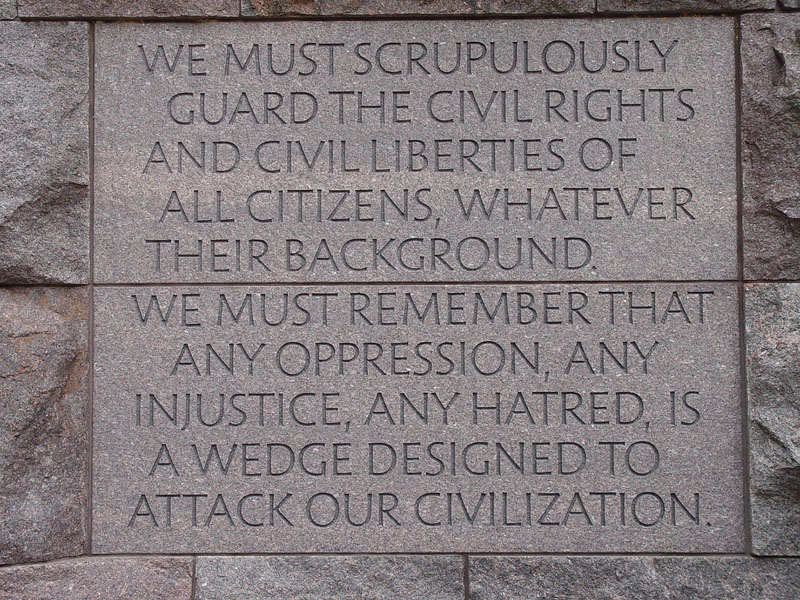 WE MUST SCRUPULOUSLY
GUARD THE CIVIL RIGHTS
AND CIVIL LIBERTIES OF
ALL CITIZENS, WHATEVER
THEIR BACKGROUND.
WE MUST REMEMBER THAT
ANY OPPRESSION, ANY
INJUSTICE, ANY HATRED, IS
A WEDGE DESIGNED TO
ATTACK OUR CIVILIZATION.